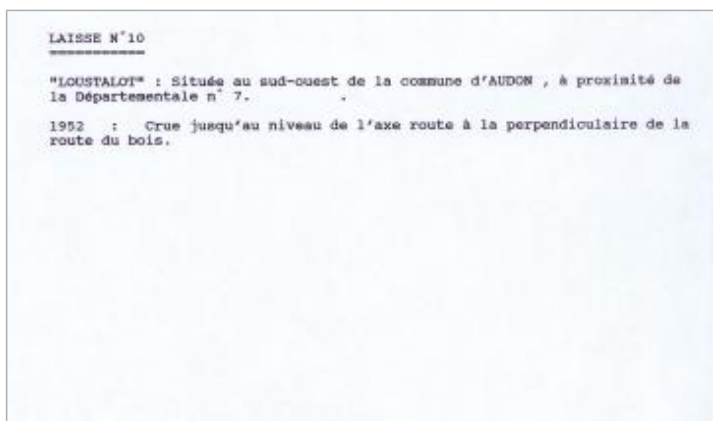 LAISSE N°10
===========
"LOUSTALOT" : Située au sud-ouest de la commune d'AUDON , à proximité de
la Départementale n° 7.
1952 : Crue jusqu'au niveau de l'axe route à la perpendiculaire de la
route du bois.